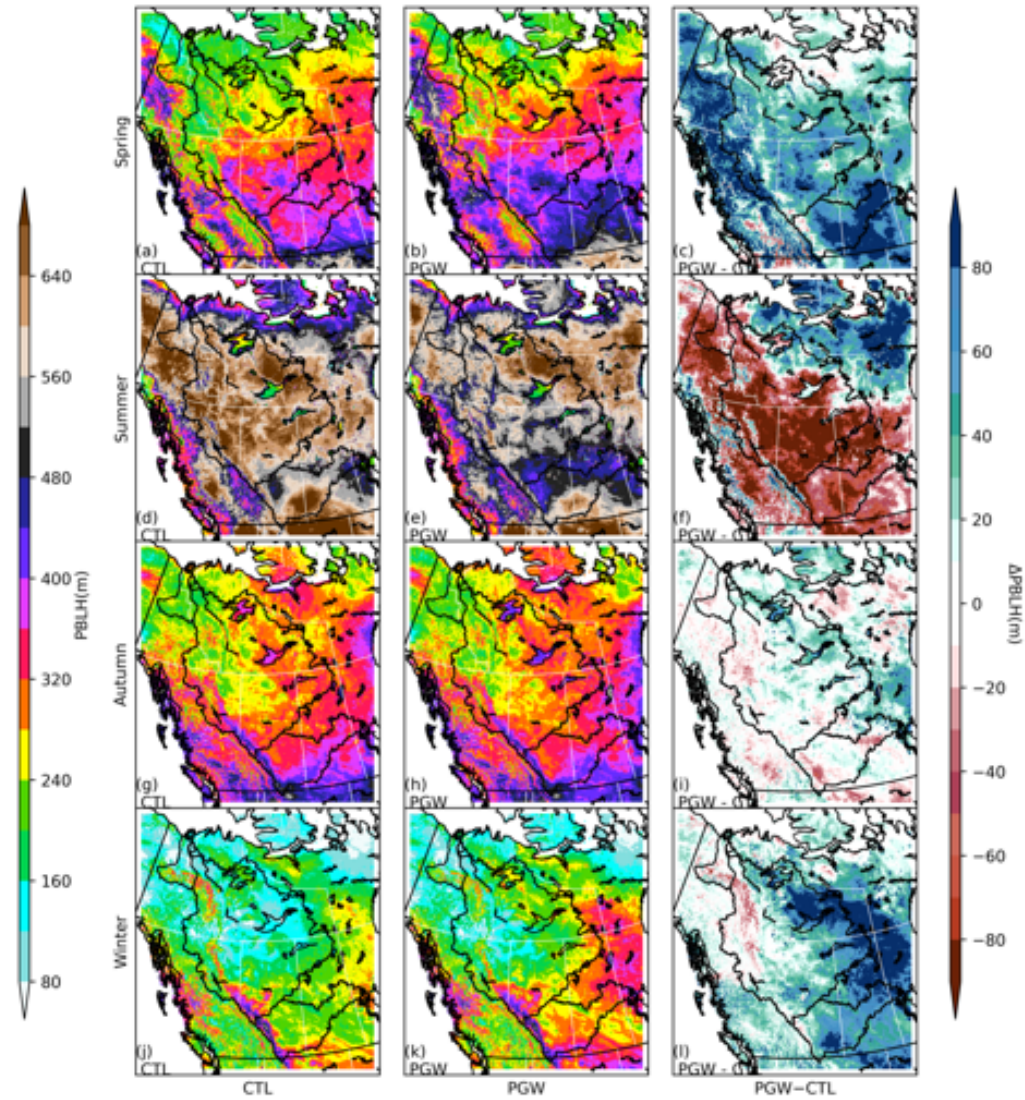 Spring
(a)
CTL
(b)
PGW
(c)
PGW - CTL
Summer
(d)
CTL
(e)
PGW
(f)
PGW - CTL
Autumn
(g)
CTL
(h)
PGW
(i)
PGW - CTL
Winter
(j)
CTL
(k)
PGW
(l)
PGW - CTL
CTL
PGW
PGW−CTL
640
560
480
400
320
240
160
80
PBLH(m)
80
60
40
20
0
−20
−40
−60
−80
ΔPBLH(m)